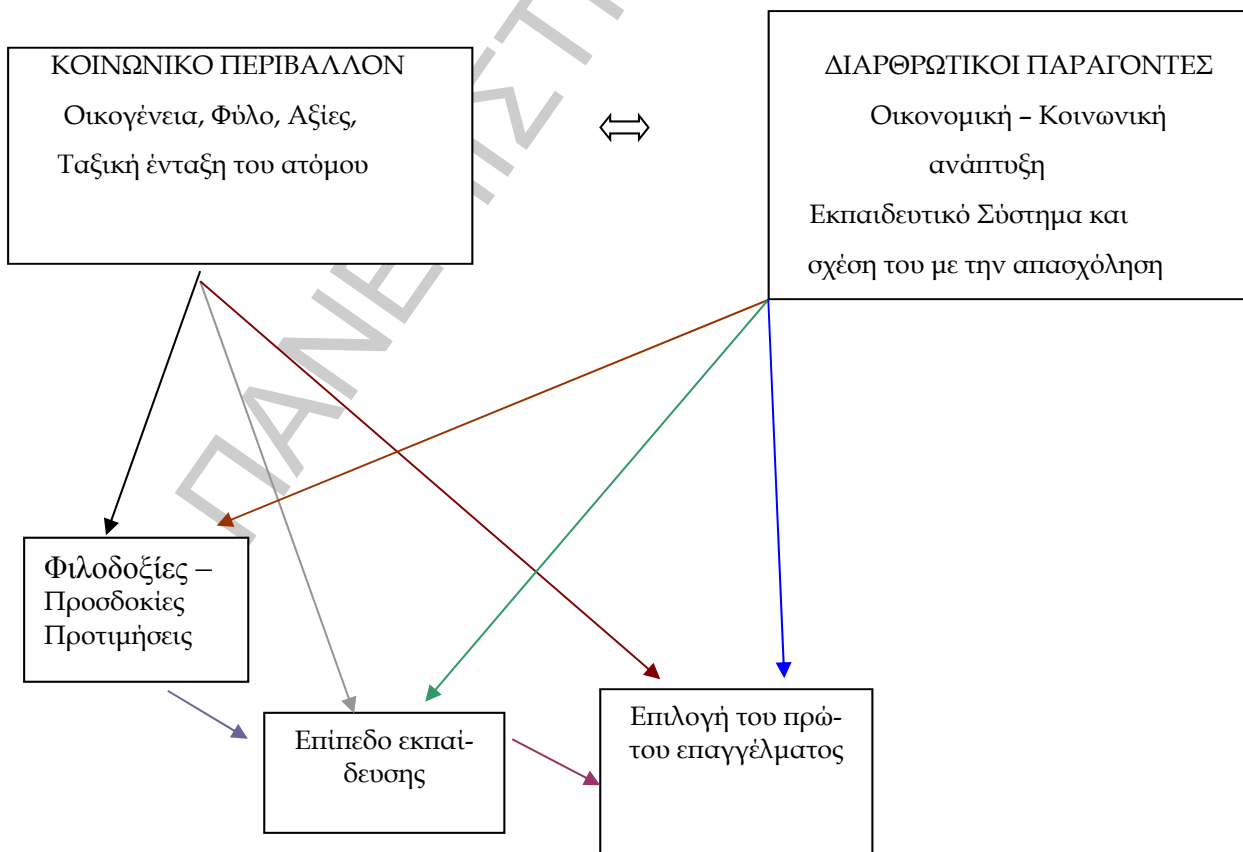 ΚΟΙΝΩΝΙΚΟ ΠΕΡΙΒΑΛΛΟΝ
Οικογένεια, Φύλο, Αξίες,
Ταξική ένταξη του ατόμου
ΔΙΑΡΘΡΩΤΙΚΟΙ ΠΑΡΑΓΟΝΤΕΣ
Οικονομική – Κοινωνική
ανάπτυξη
Εκπαιδευτικό Σύστημα και
σχέση του με την απασχόληση
Φιλοδοξίες –
Προσδοκίες
Προτιμήσεις
Επίπεδο εκπαί-
δευσης
Επιλογή του πρώ-
του επαγγέλματος